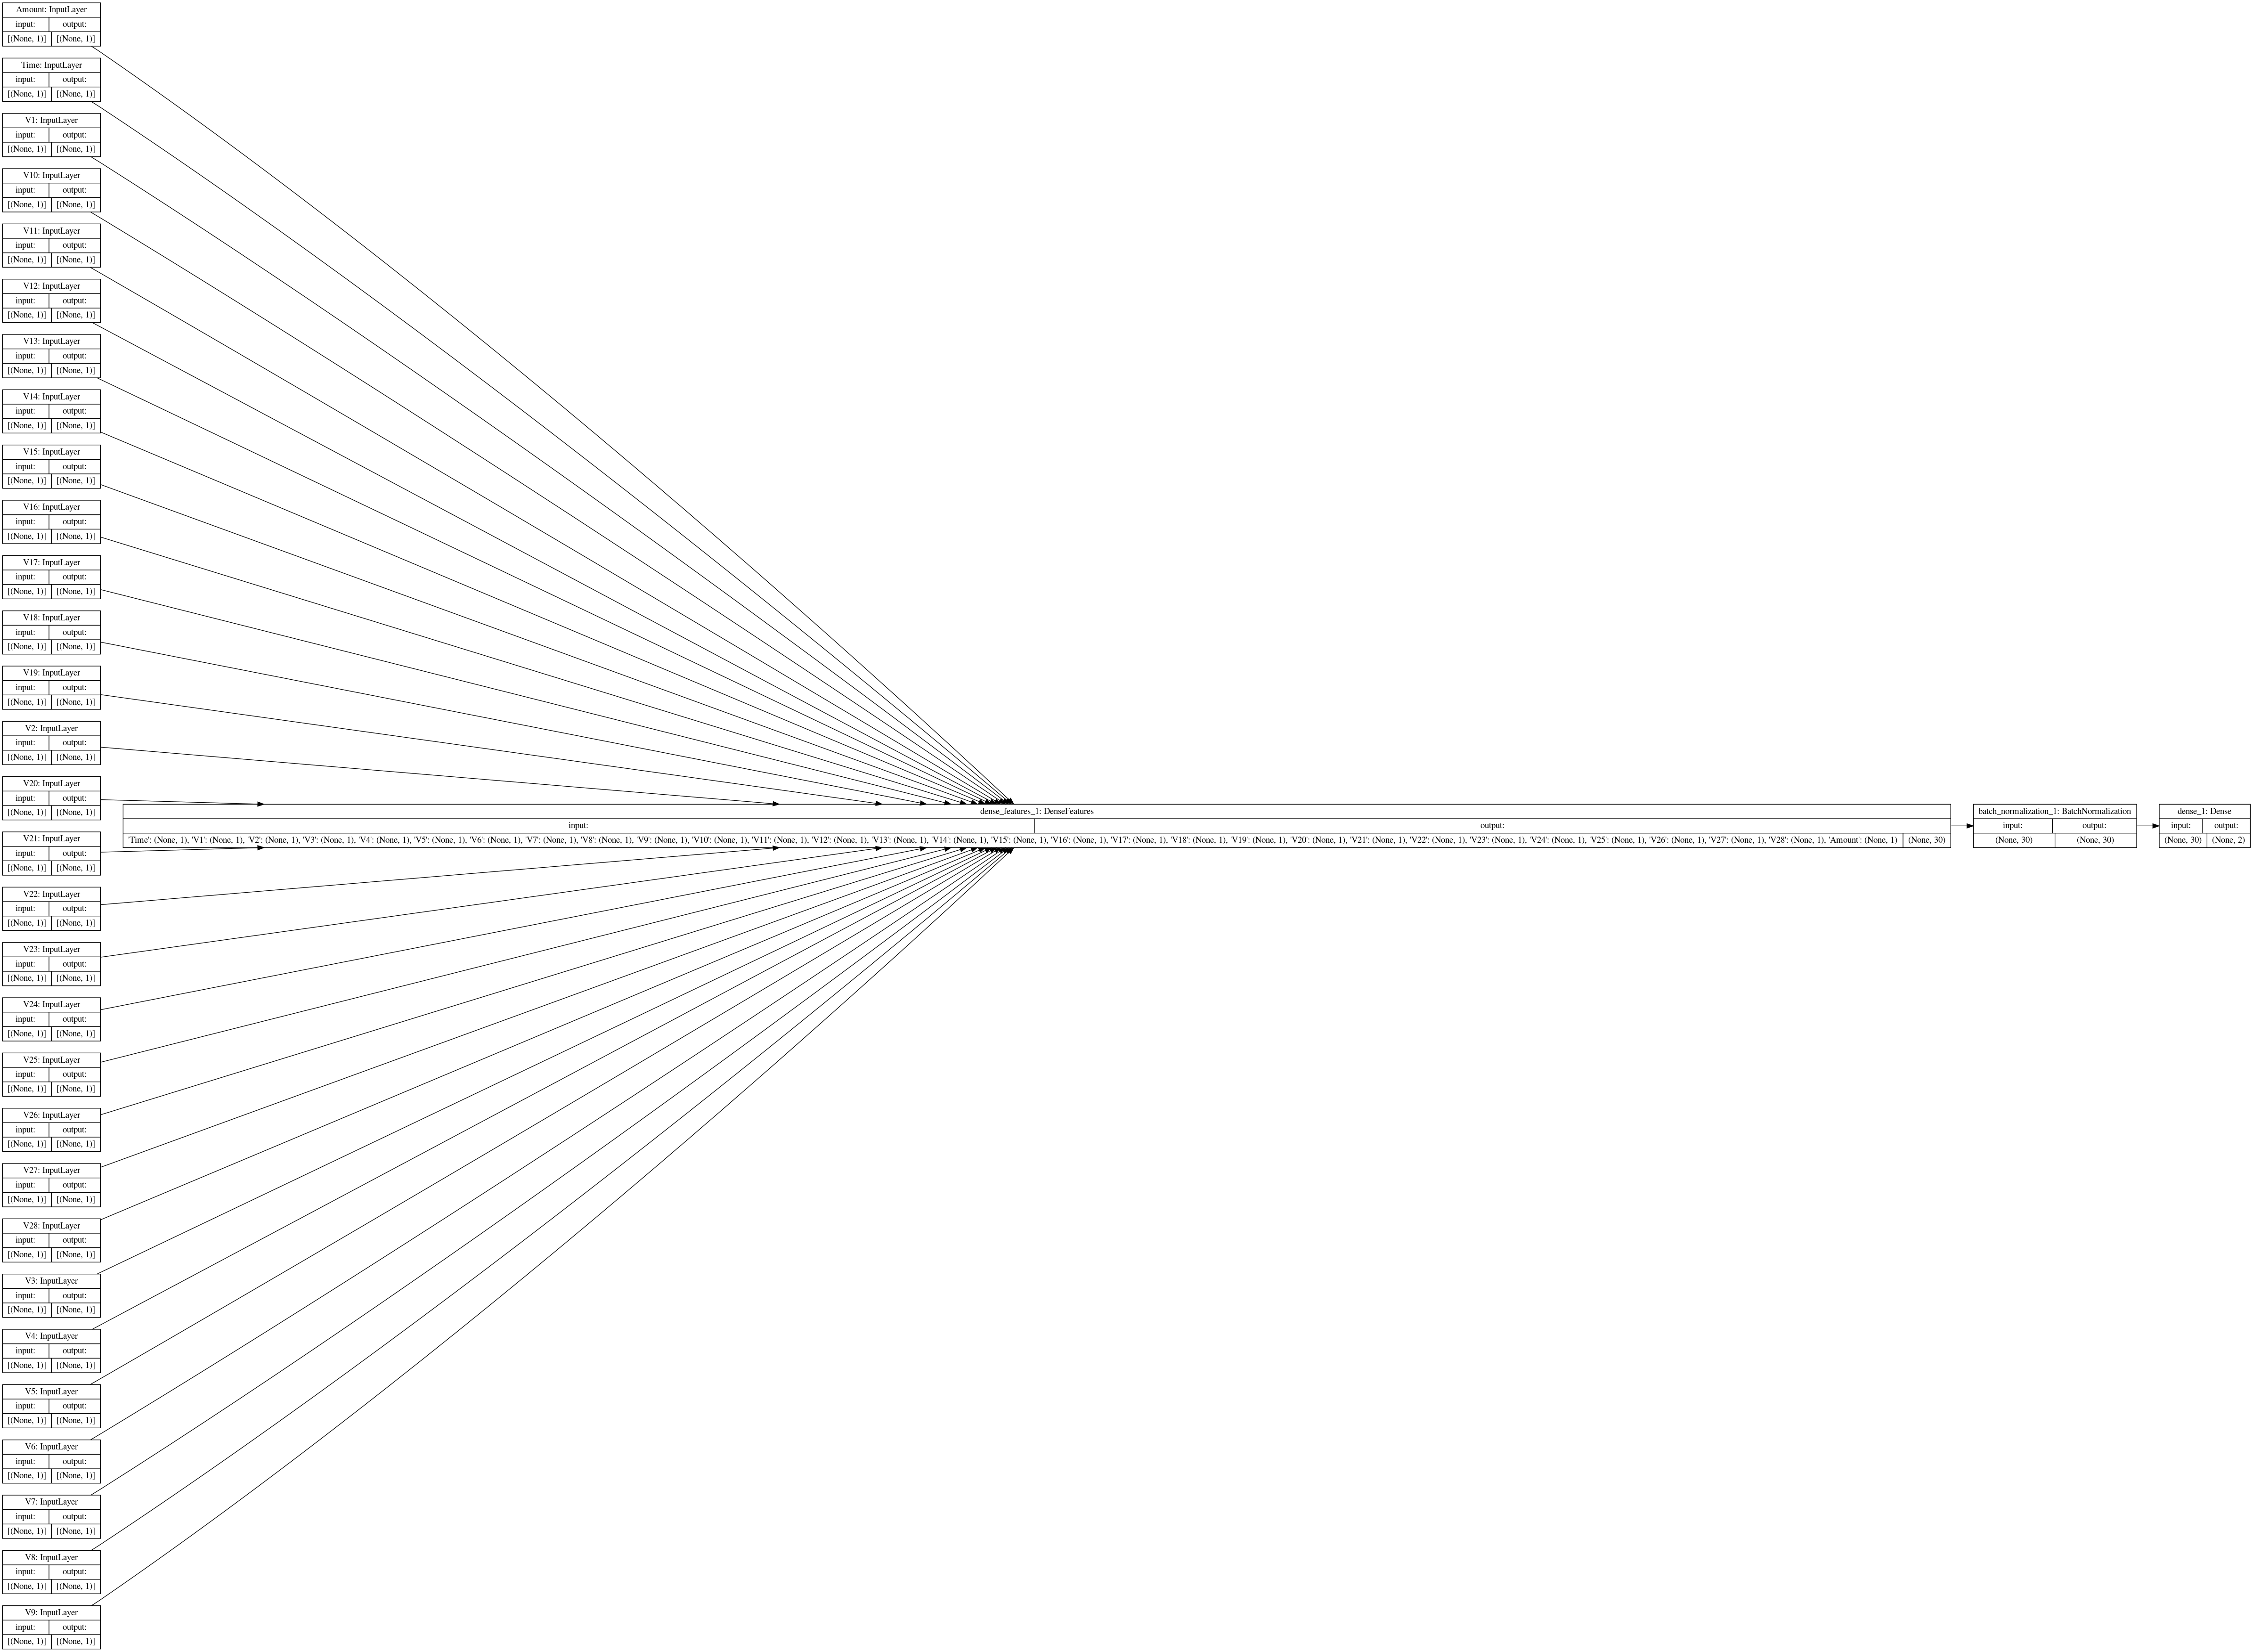 Amount: InputLayer
input: output:
[(None, 1)] [(None, 1)]
Time: InputLayer
input: output:
[(None, 1)] [(None, 1)]
V1: InputLayer
input: output:
[(None, 1)] [(None, 1)]
V10: InputLayer
input: output:
[(None, 1)] [(None, 1)]
V11: InputLayer
input: output:
[(None, 1)] [(None, 1)]
V12: InputLayer
input: output:
[(None, 1)] [(None, 1)]
V13: InputLayer
input: output:
[(None, 1)] [(None, 1)]
V14: InputLayer
input: output:
[(None, 1)] [(None, 1)]
V15: InputLayer
input: output:
[(None, 1)] [(None, 1)]
V16: InputLayer
input: output:
[(None, 1)] [(None, 1)]
V17: InputLayer
input: output:
[(None, 1)] [(None, 1)]
V18: InputLayer
input: output:
[(None, 1)] [(None, 1)]
V19: InputLayer
input: output:
[(None, 1)] [(None, 1)]
V2: InputLayer
input: output:
[(None, 1)] [(None, 1)]
V20: InputLayer
input: output:
[(None, 1)] [(None, 1)]
V21: InputLayer
input: output:
[(None, 1)] [(None, 1)]
V22: InputLayer
input: output:
[(None, 1)] [(None, 1)]
V23: InputLayer
input: output:
[(None, 1)] [(None, 1)]
V24: InputLayer
input: output:
[(None, 1)] [(None, 1)]
V25: InputLayer
input: output:
[(None, 1)] [(None, 1)]
V26: InputLayer
input: output:
[(None, 1)] [(None, 1)]
V27: InputLayer
input: output:
[(None, 1)] [(None, 1)]
V28: InputLayer
input: output:
[(None, 1)] [(None, 1)]
V3: InputLayer
input: output:
[(None, 1)] [(None, 1)]
V4: InputLayer
input: output:
[(None, 1)] [(None, 1)]
V5: InputLayer
input: output:
[(None, 1)] [(None, 1)]
V6: InputLayer
input: output:
[(None, 1)] [(None, 1)]
V7: InputLayer
input: output:
[(None, 1)] [(None, 1)]
V8: InputLayer
input: output:
[(None, 1)] [(None, 1)]
V9: InputLayer
input: output:
[(None, 1)] [(None, 1)]
dense_features_1: DenseFeatures
input: output:
'Time': (None, 1), 'V1': (None, 1), 'V2': (None, 1), 'V3': (None, 1), 'V4': (None, 1), 'V5': (None, 1), 'V6': (None, 1), 'V7': (None, 1), 'V8': (None, 1), 'V9': (None, 1), 'V10': (None, 1), 'V11': (None, 1), 'V12': (None, 1), 'V13': (None, 1), 'V14': (None, 1), 'V15': (None, 1), 'V16': (None, 1), 'V17': (None, 1), 'V18': (None, 1), 'V19': (None, 1), 'V20': (None, 1), 'V21': (None, 1), 'V22': (None, 1), 'V23': (None, 1), 'V24': (None, 1), 'V25': (None, 1), 'V26': (None, 1), 'V27': (None, 1), 'V28': (None, 1), 'Amount': (None, 1) (None, 30)
batch_normalization_1: BatchNormalization
input: output:
(None, 30) (None, 30)
dense_1: Dense
input: output:
(None, 30) (None, 2)